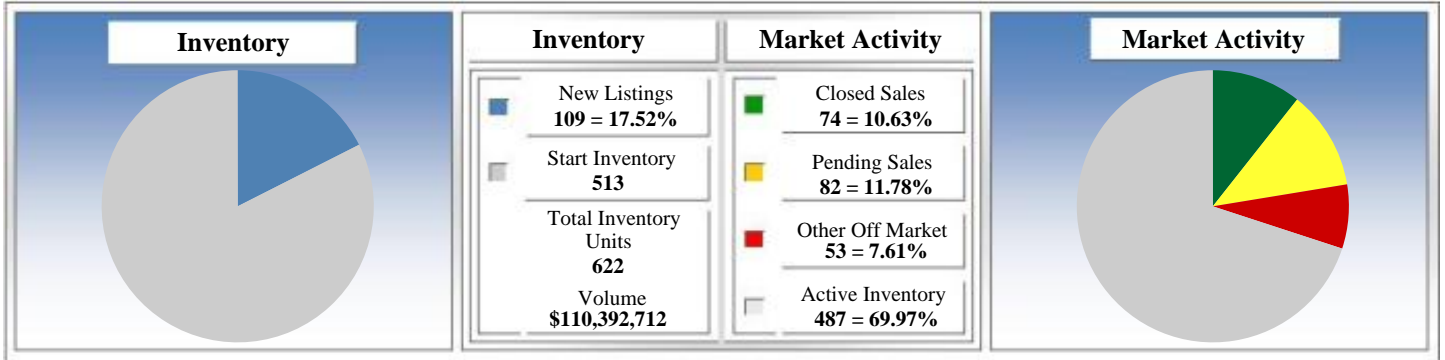 Inventory
Inventory
Market Activity
Market Activity
New Listings
109 = 17.52%
Start Inventory
513
Total Inventory
Units
622
Volume
$110,392,712
Closed Sales
74 = 10.63%
Pending Sales
82 = 11.78%
Other Off Market
53 = 7.61%
Active Inventory
487 = 69.97%